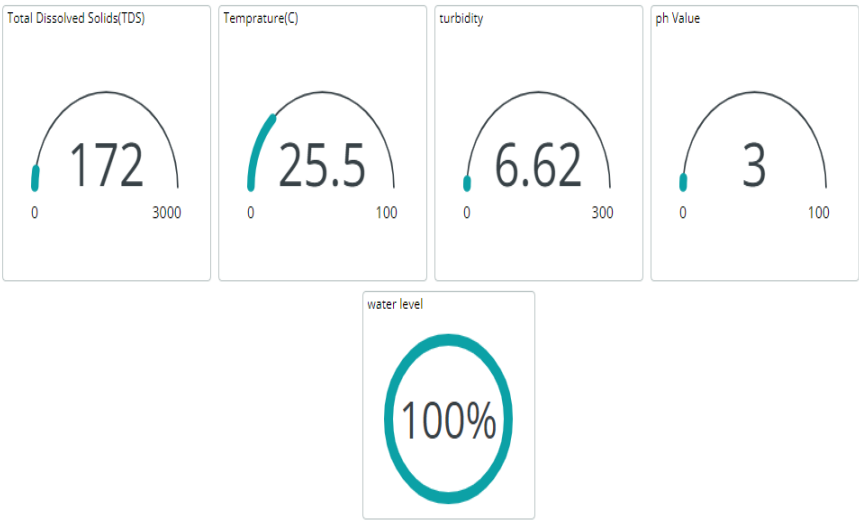 Total Dissolved Solids(TDS)
172
0 3000
Temprature(C)
25.5
0 100
turbidity
6.62
0 300
ph Value
3
0 100
water level
100%